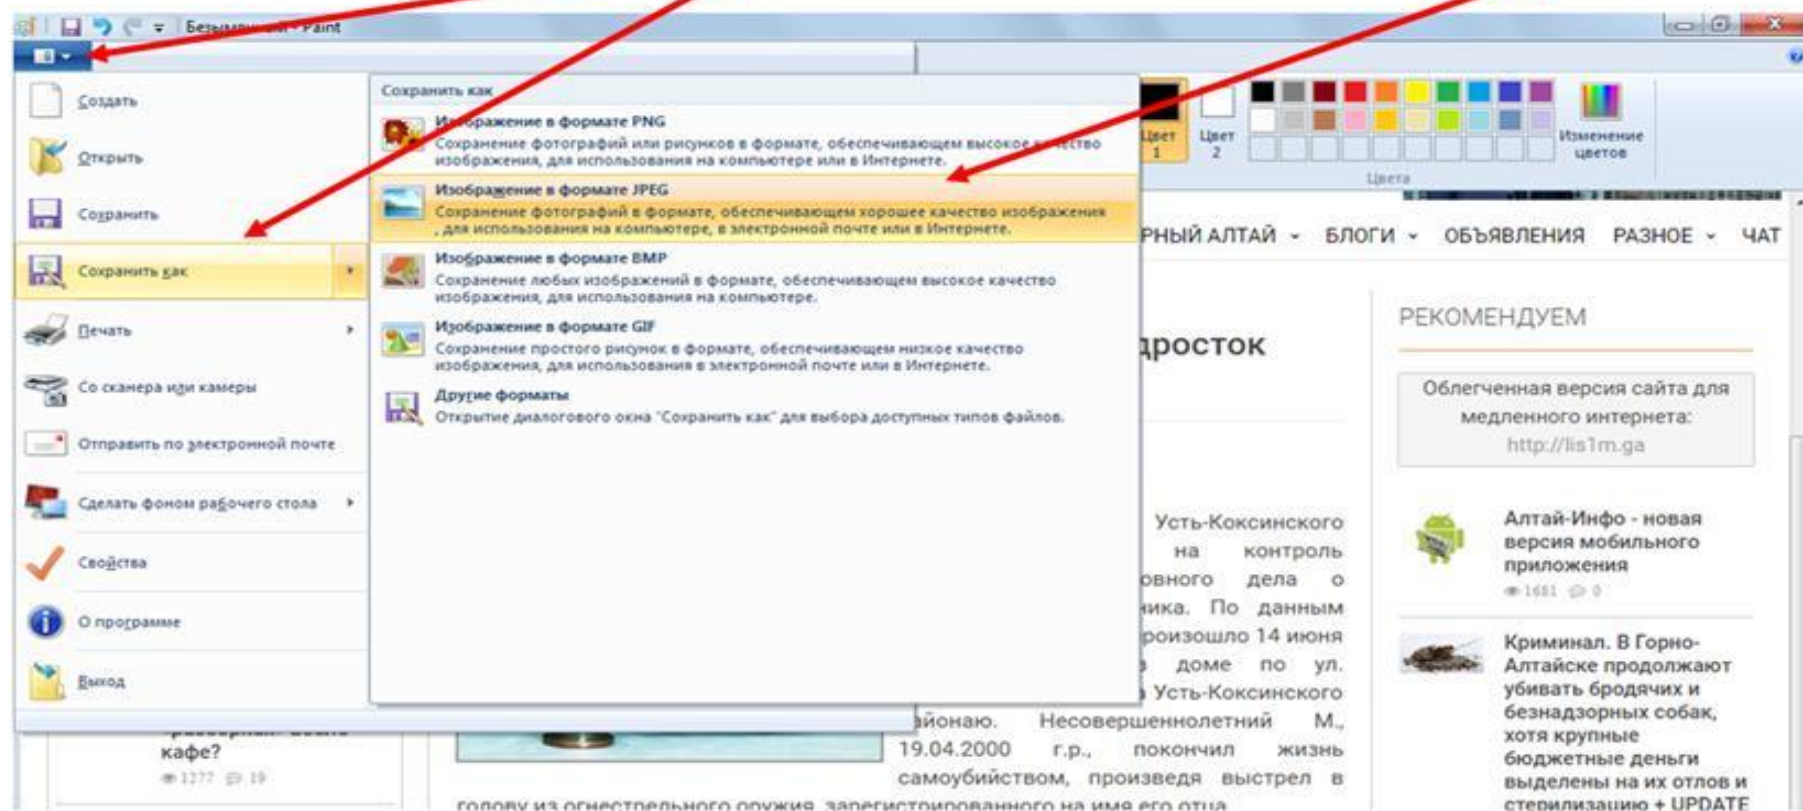 Безымянный - Paint
Создать
Открыть
Сохранить
Сохранить как
Печать
Со сканера или камеры
Отправить по электронной почте
Сделать фоном рабочего стола
Свойства
О программе
Выход
Сохранить как
Изображение в формате PNG
Сохранение фотографий или рисунков в формате, обеспечивающем высокое качество
изображения, для использования на компьютере или в Интернете.
Изображение в формате JPEG
Сохранение фотографий в формате, обеспечивающем хорошее качество изображения
, для использования на компьютере, в электронной почте или в Интернете.
Изображение в формате BMP
Сохранение любых изображений в формате, обеспечивающем высокое качество
изображения, для использования на компьютере.
Изображение в формате GIF
Сохранение простого рисунок в формате, обеспечивающем низкое качество
изображения, для использования в электронной почте или в Интернете.
Другие форматы
Открытие диалогового окна "Сохранить как" для выбора доступных типов файлов.
Цвет
1
Цвет
2
Изменение
цветов
Цвета
РНЫЙ АЛТАЙ БЛОГИ ОБЪЯВЛЕНИЯ РАЗНОЕ ЧАТ
дросток
Усть-Коксинского
на контроль
овного дела о
ника. По данным
роизошло 14 июня
доме по ул.
Усть-Коксинского
айонаю. Несовершеннолетний М.,
19.04.2000 г.р., покончил жизнь
самоубийством, произведя выстрел в
голову из огнестрельного оружия, зарегистрированного на имя его отца
кафе?
1277 19
РЕКОМЕНДУЕМ
Облегченная версия сайта для
медленного интернета:
http://lis1m.ga
Алтай-Инфо - новая
версия мобильного
приложения
1681 0
Криминал. В Горно-
Алтайске продолжают
убивать бродячих и
безнадзорных собак,
хотя крупные
бюджетные деньги
выделены на их отлов и
стерилизацию + UPDATE